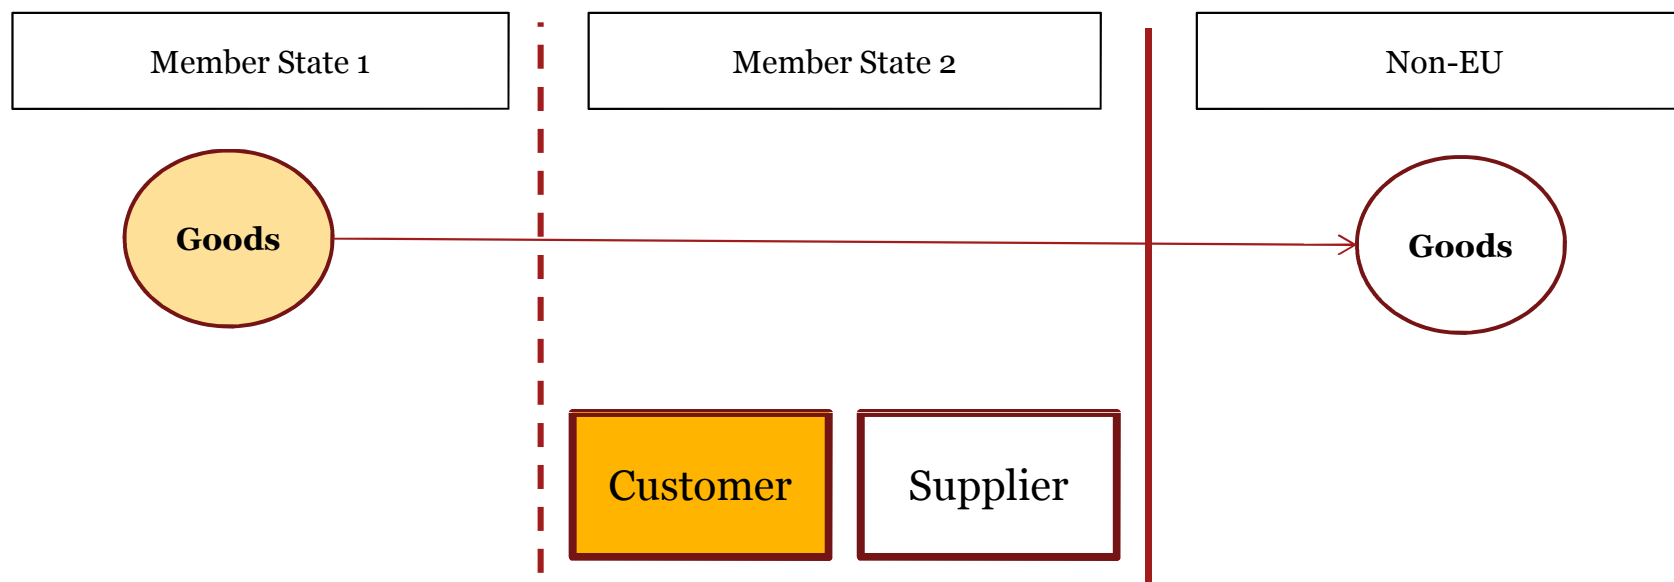 Member State 1
Member State 2
Non-EU
Goods
Goods
Customer
Supplier